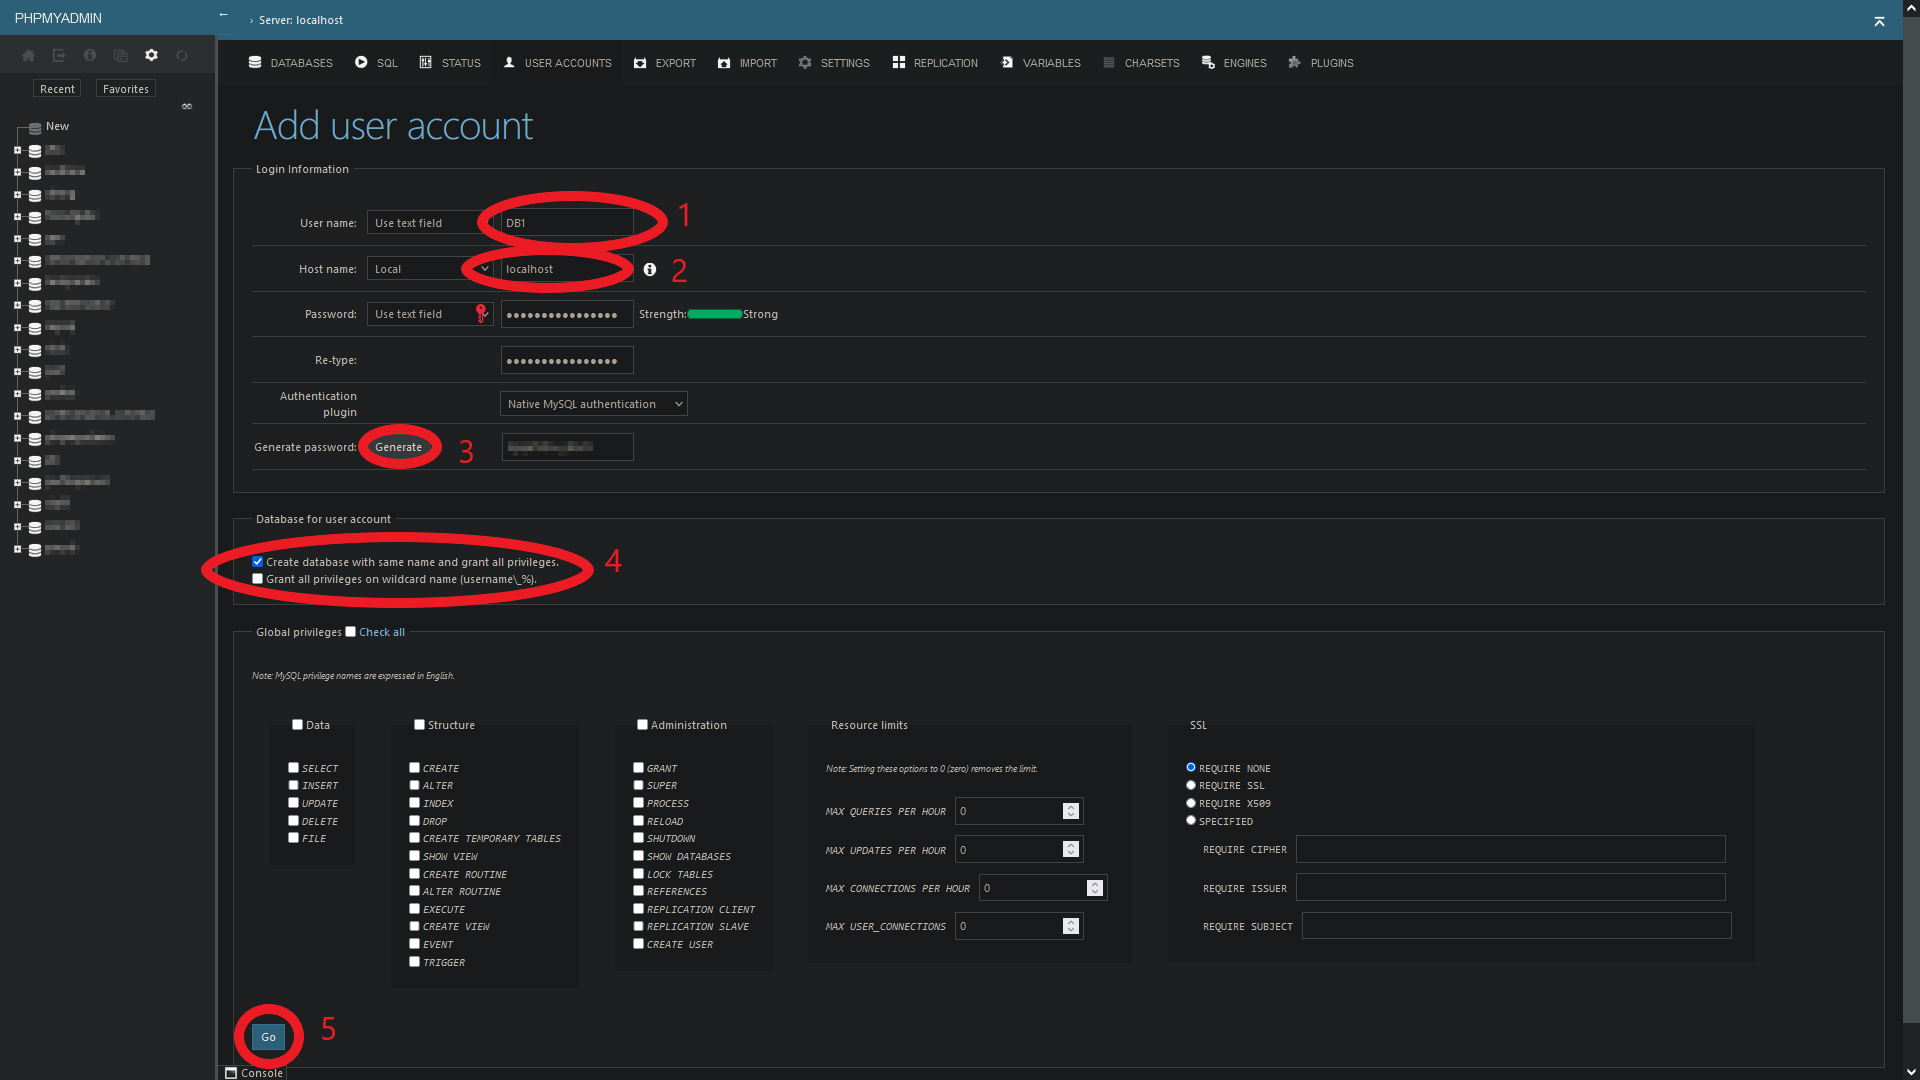 PHPMYADMIN
←
› Server: localhost
DATABASES SQL STATUS USER ACCOUNTS EXPORT IMPORT SETTINGS REPLICATION VARIABLES CHARSETS ENGINES PLUGINS
Recent Favorites
New
Add user account
Login Information
User name: Use text field DB1 1
Host name: Local localhost 2
Password: Use text field •••••••••••••••• Strength: Strong
Re-type: ••••••••••••••••
Authentication
plugin
Native MySQL authentication
Generate password: Generate 3
Database for user account
Create database with same name and grant all privileges. 4
Grant all privileges on wildcard name (username\_%).
Global privileges Check all
Note: MySQL privilege names are expressed in English.
Data
SELECT
INSERT
UPDATE
DELETE
FILE
Structure
CREATE
ALTER
INDEX
DROP
CREATE TEMPORARY TABLES
SHOW VIEW
CREATE ROUTINE
ALTER ROUTINE
EXECUTE
CREATE VIEW
EVENT
TRIGGER
Administration
GRANT
SUPER
PROCESS
RELOAD
SHUTDOWN
SHOW DATABASES
LOCK TABLES
REFERENCES
REPLICATION CLIENT
REPLICATION SLAVE
CREATE USER
Resource limits
Note: Setting these options to 0 (zero) removes the limit.
MAX QUERIES PER HOUR 0
MAX UPDATES PER HOUR 0
MAX CONNECTIONS PER HOUR 0
MAX USER_CONNECTIONS 0
SSL
REQUIRE NONE
REQUIRE SSL
REQUIRE X509
SPECIFIED
REQUIRE CIPHER
REQUIRE ISSUER
REQUIRE SUBJECT
Go 5
Console